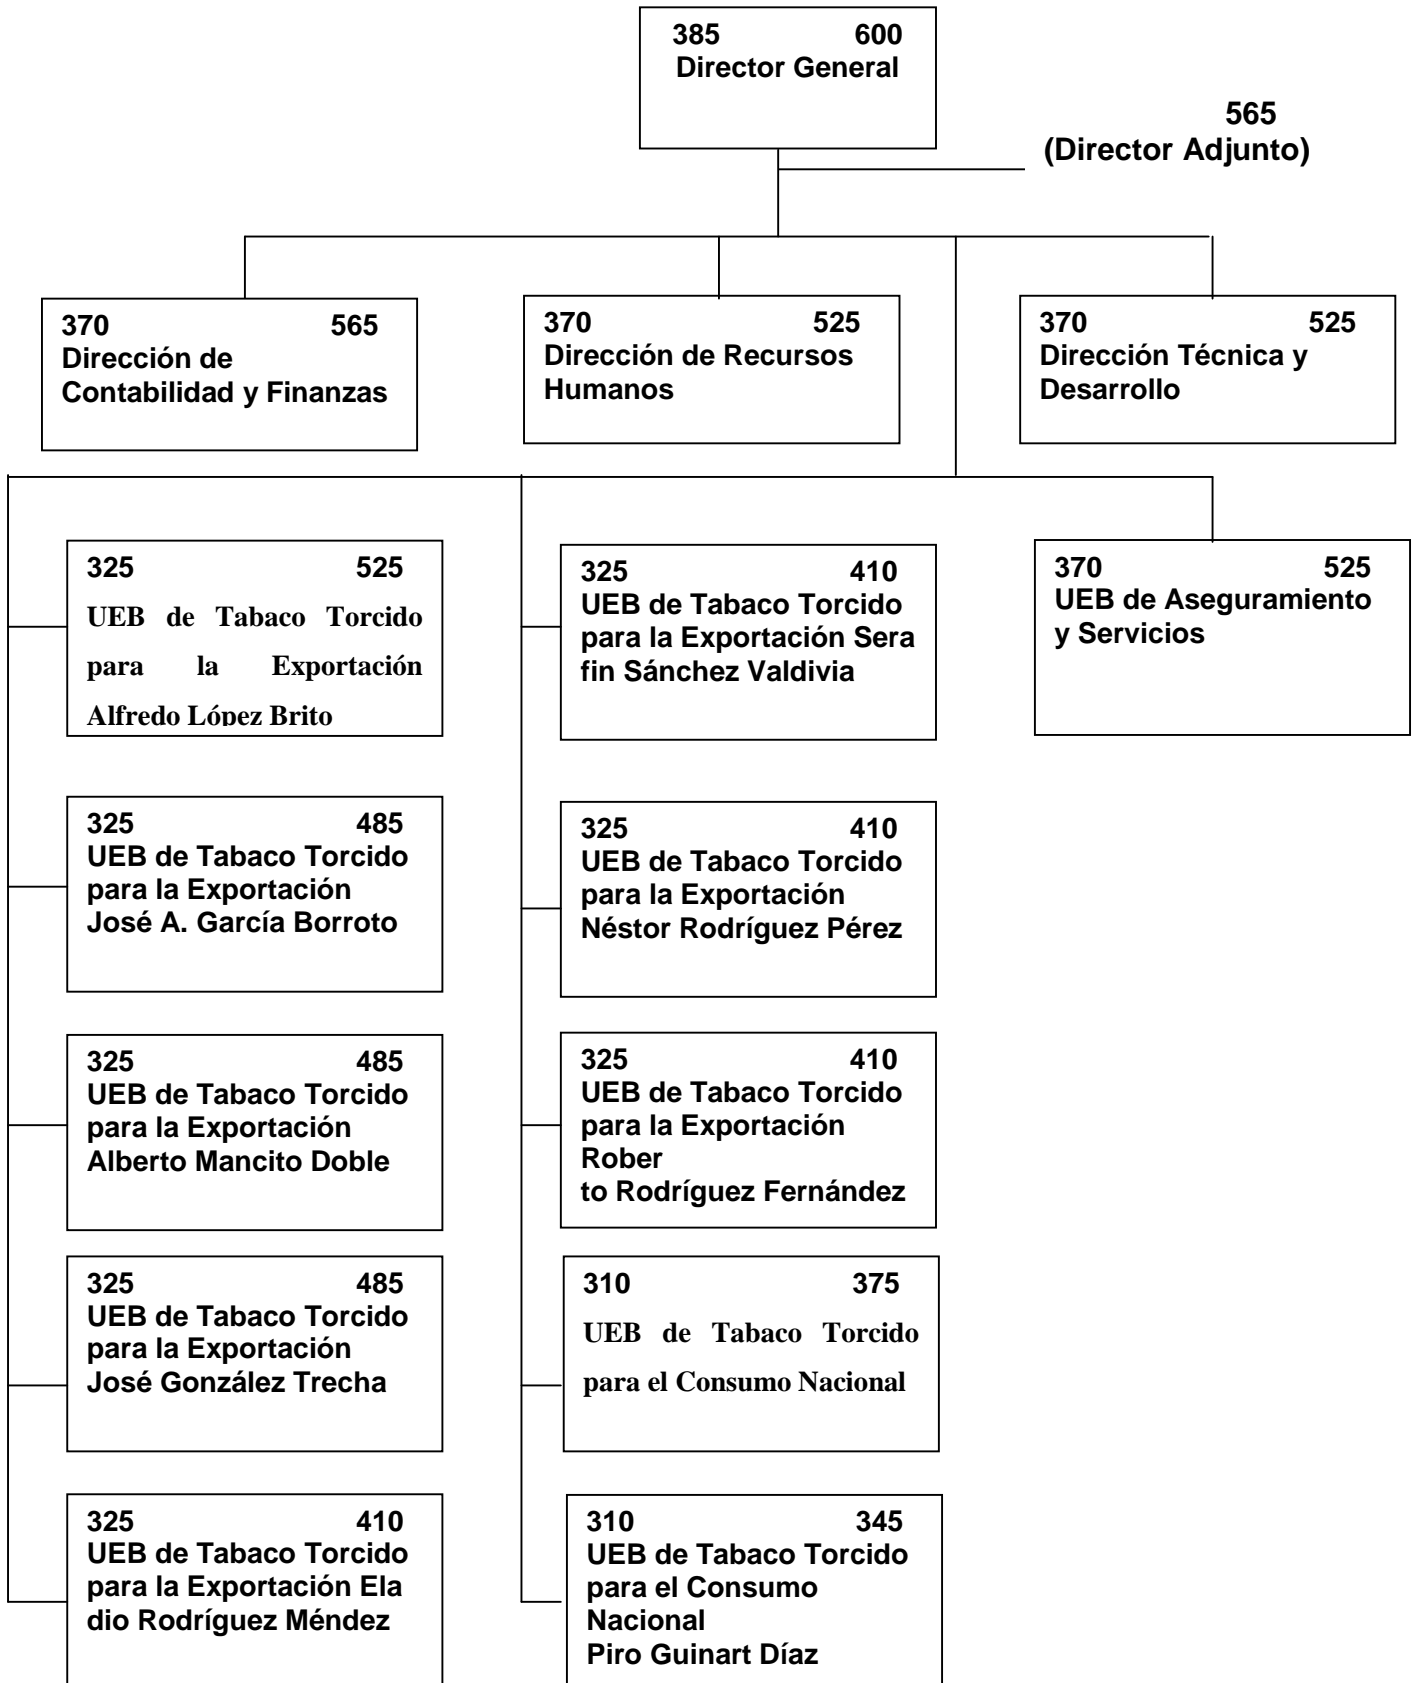 385 600
Director General
565
(Director Adjunto)
370 565
Dirección de
Contabilidad y Finanzas
370 525
Dirección de Recursos
Humanos
370 525
Dirección Técnica y
Desarrollo
325 525
UEB de Tabaco Torcido
para la Exportación
Alfredo López Brito
325 410
UEB de Tabaco Torcido
para la Exportación Sera
fin Sánchez Valdivia
370 525
UEB de Aseguramiento
y Servicios
325 485
UEB de Tabaco Torcido
para la Exportación
José A. García Borroto
325 410
UEB de Tabaco Torcido
para la Exportación
Néstor Rodríguez Pérez
325 485
UEB de Tabaco Torcido
para la Exportación
Alberto Mancito Doble
325 410
UEB de Tabaco Torcido
para la Exportación
Rober
to Rodríguez Fernández
325 485
UEB de Tabaco Torcido
para la Exportación
José González Trecha
310 375
UEB de Tabaco Torcido
para el Consumo Nacional
325 410
UEB de Tabaco Torcido
para la Exportación Ela
dio Rodríguez Méndez
310 345
UEB de Tabaco Torcido
para el Consumo
Nacional
Piro Guinart Díaz